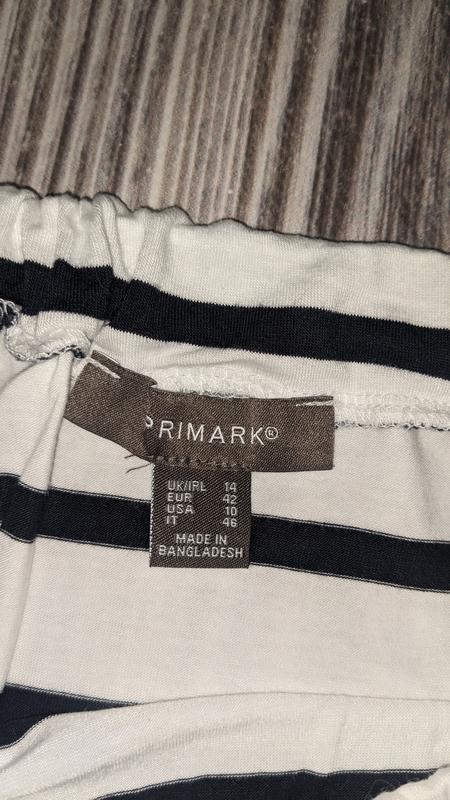 PRIMARK®
UK/IRL 14
EUR 42
USA 10
IT 46
MADE IN
BANGLADESH